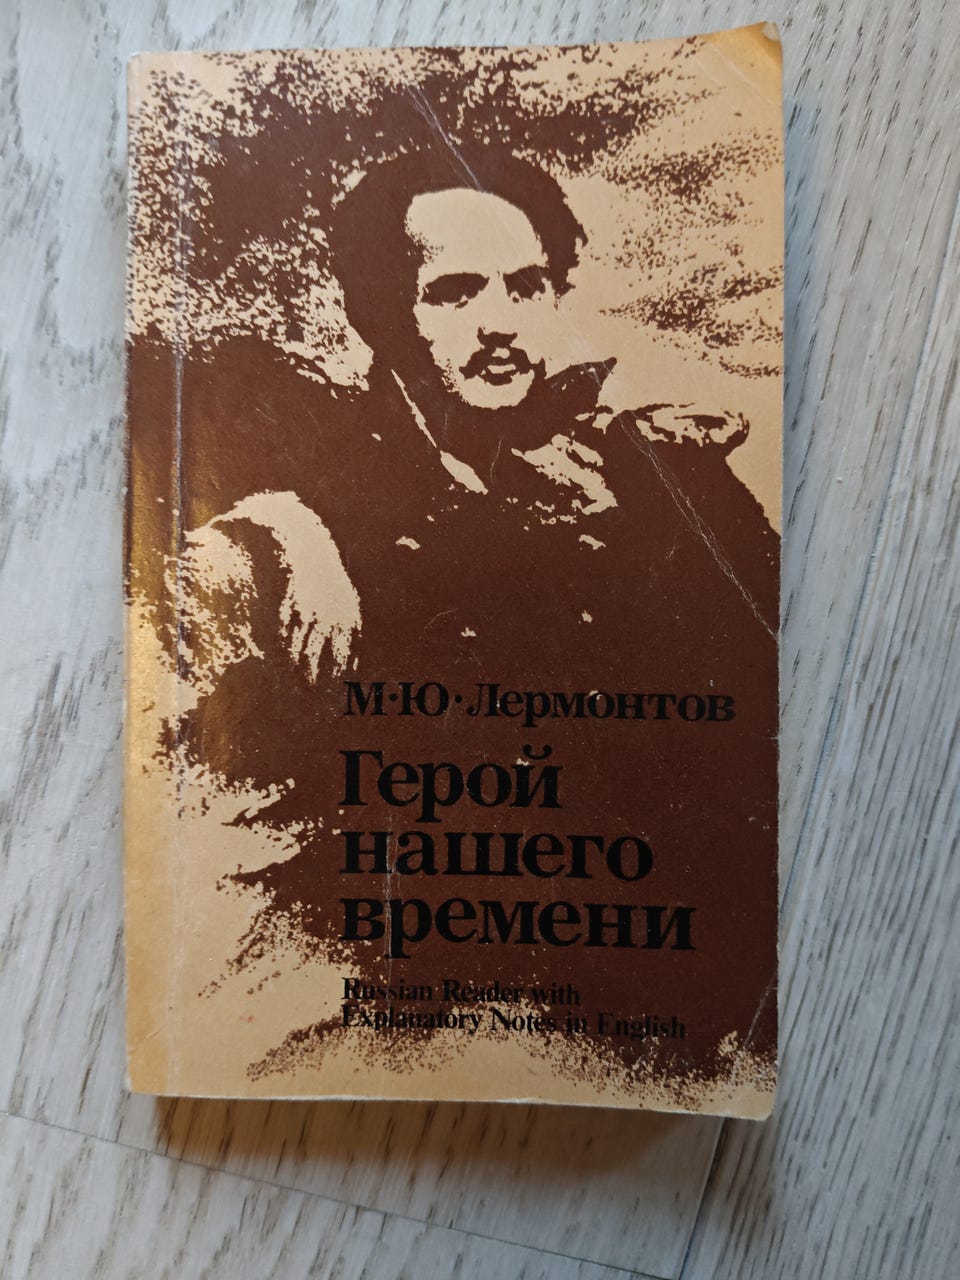 М·Ю·Лермонтов
Герой
нашего
времени
Russian Reader with
Explanatory Notes in English